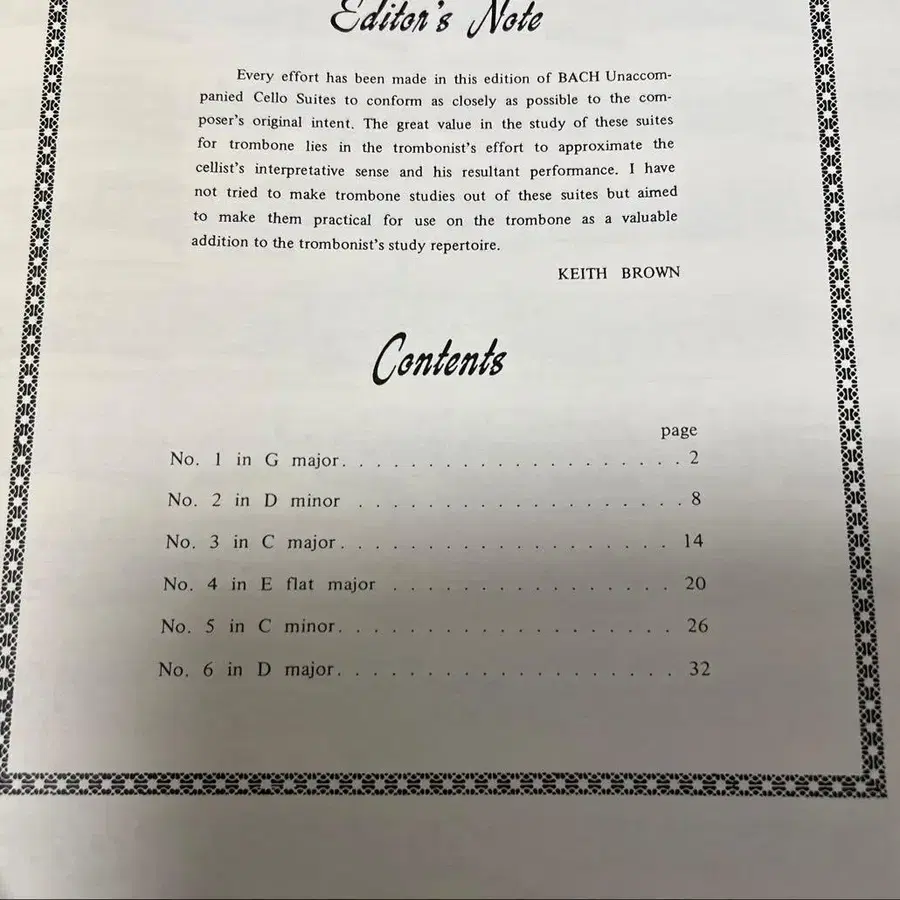 Editor's Note
Every effort has been made in this edition of BACH Unaccom-
panied Cello Suites to conform as closely as possible to the com-
poser's original intent. The great value in the study of these suites
for trombone lies in the trombonist's effort to approximate the
cellist's interpretative sense and his resultant performance. I have
not tried to make trombone studies out of these suites but aimed
to make them practical for use on the trombone as a valuable
addition to the trombonist's study repertoire.
KEITH BROWN
Contents
page
No. 1 in G major. . . . . . . . . . . . . . . . . . . . 2
No. 2 in D minor . . . . . . . . . . . . . . . . . . . 8
No. 3 in C major. . . . . . . . . . . . . . . . . . . 14
No. 4 in E flat major . . . . . . . . . . . . . . . . 20
No. 5 in C minor. . . . . . . . . . . . . . . . . . . 26
No. 6 in D major. . . . . . . . . . . . . . . . . . . 32